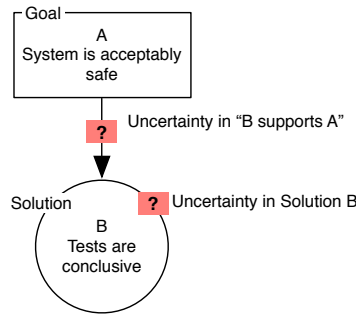 Goal
A
System is acceptably
safe
?
Uncertainty in “B supports A”
Solution
?
Uncertainty in Solution B
B
Tests are
conclusive